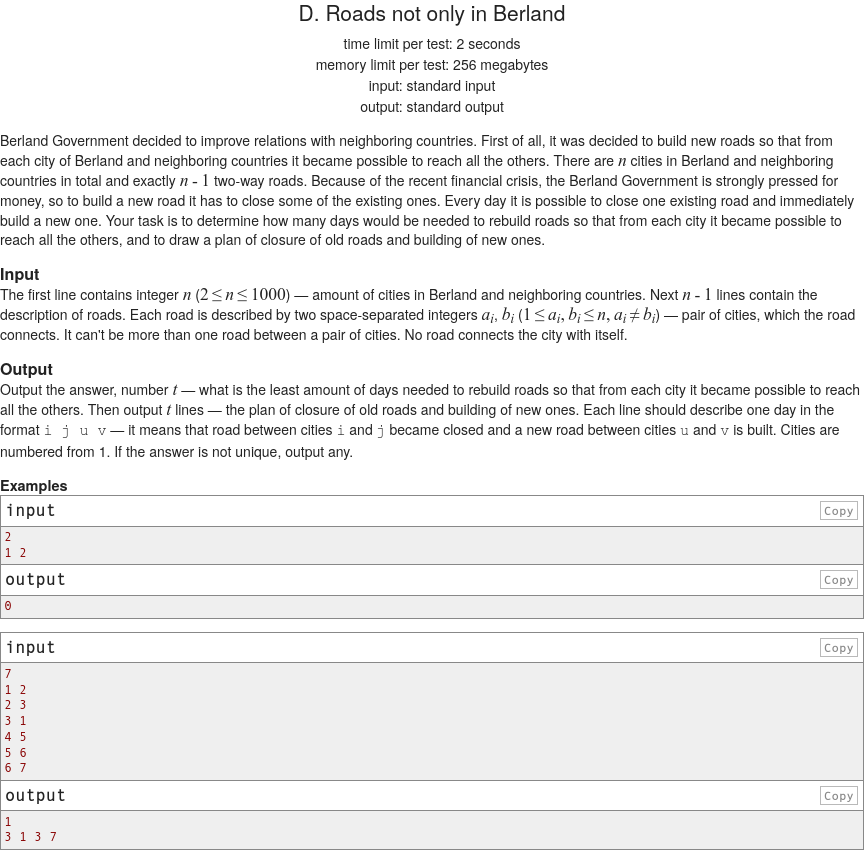 D. Roads not only in Berland
time limit per test: 2 seconds
memory limit per test: 256 megabytes
input: standard input
output: standard output
Berland Government decided to improve relations with neighboring countries. First of all, it was decided to build new roads so that from
each city of Berland and neighboring countries it became possible to reach all the others. There are n cities in Berland and neighboring
countries in total and exactly n - 1 two-way roads. Because of the recent financial crisis, the Berland Government is strongly pressed for
money, so to build a new road it has to close some of the existing ones. Every day it is possible to close one existing road and immediately
build a new one. Your task is to determine how many days would be needed to rebuild roads so that from each city it became possible to
reach all the others, and to draw a plan of closure of old roads and building of new ones.
Input
The first line contains integer n (2 ≤ n ≤ 1000) — amount of cities in Berland and neighboring countries. Next n - 1 lines contain the
description of roads. Each road is described by two space-separated integers ai, bi (1 ≤ ai, bi ≤ n, ai ≠ bi) — pair of cities, which the road
connects. It can't be more than one road between a pair of cities. No road connects the city with itself.
Output
Output the answer, number t — what is the least amount of days needed to rebuild roads so that from each city it became possible to reach
all the others. Then output t lines — the plan of closure of old roads and building of new ones. Each line should describe one day in the
format i j u v — it means that road between cities i and j became closed and a new road between cities u and v is built. Cities are
numbered from 1. If the answer is not unique, output any.
Examples
input Copy
2
1 2
output Copy
0
input Copy
7
1 2
2 3
3 1
4 5
5 6
6 7
output Copy
1
3 1 3 7